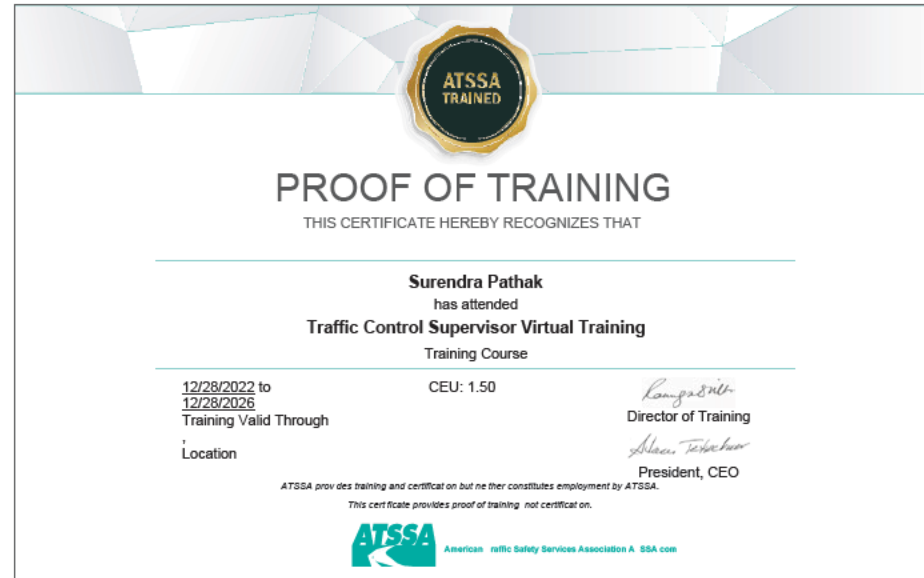 ATSSA
TRAINED
PROOF OF TRAINING
THIS CERTIFICATE HEREBY RECOGNIZES THAT
Surendra Pathak
has attended
Traffic Control Supervisor Virtual Training
Training Course
12/28/2022 to
12/28/2026
Training Valid Through
,
Location
CEU: 1.50
Director of Training
President, CEO
ATSSA prov des training and certificat on but ne ther constitutes employment by ATSSA.
This cert ficate provides proof of training not certificat on.
ATSSA
American raffic Safety Services Association A SSA com